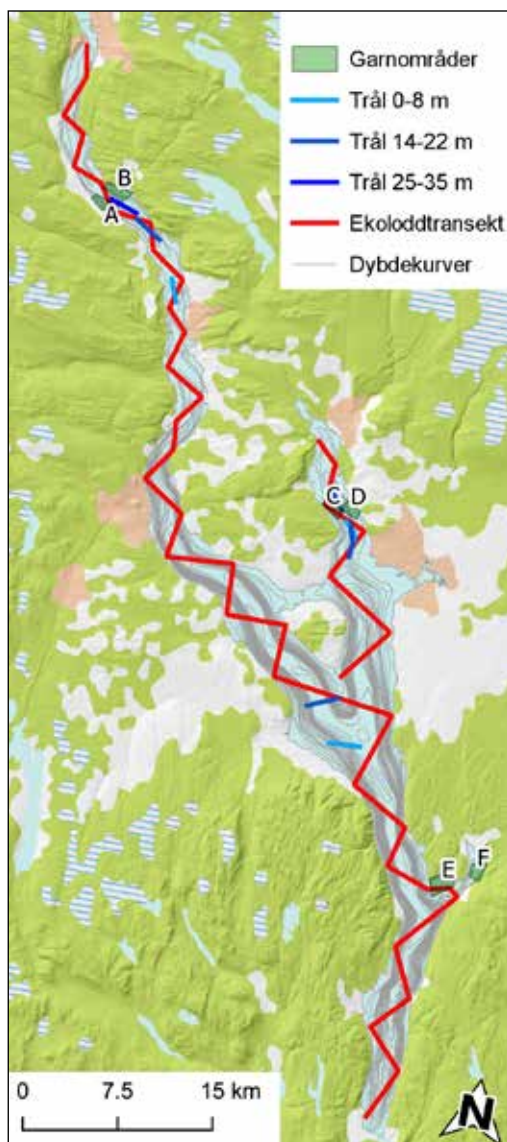 Garnområder
Trål 0-8 m
Trål 14-22 m
Trål 25-35 m
Ekoloddtransekt
Dybdekurver
B
A
C D
E F
0 7.5 15 km
N